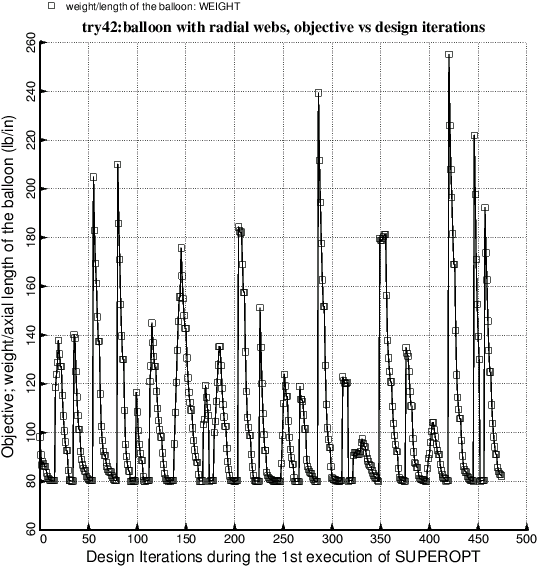 weight/length of the balloon: WEIGHT
try42:balloon with radial webs, objective vs design iterations
Objective: weight/axial length of the balloon (lb/in)
260
240
220
200
180
160
140
120
100
80
60
0 50 100 150 200 250 300 350 400 450 500
Design Iterations during the 1st execution of SUPEROPT